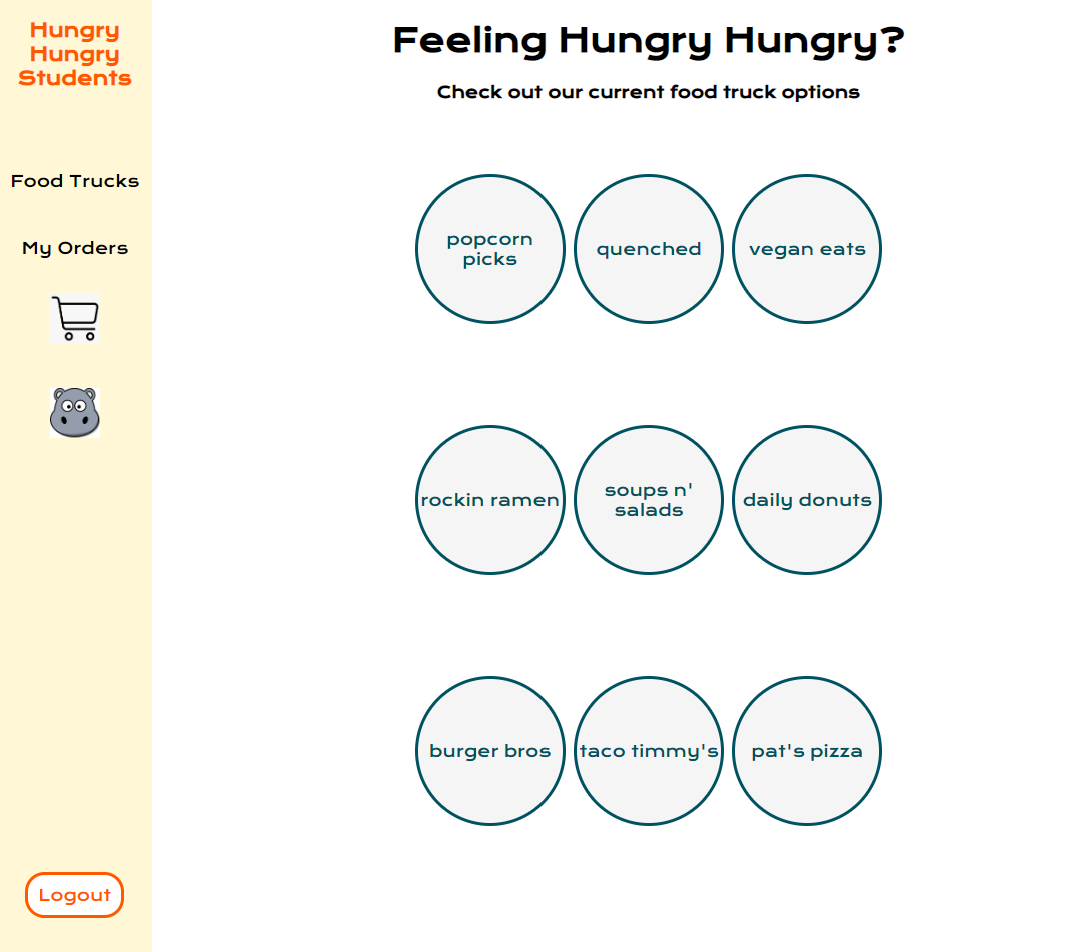 Hungry
Hungry
Students
Food Trucks
My Orders
Logout
Feeling Hungry Hungry?
Check out our current food truck options
popcorn
picks
quenched
vegan eats
rockin ramen
soups n'
salads
daily donuts
burger bros
taco timmy's
pat's pizza